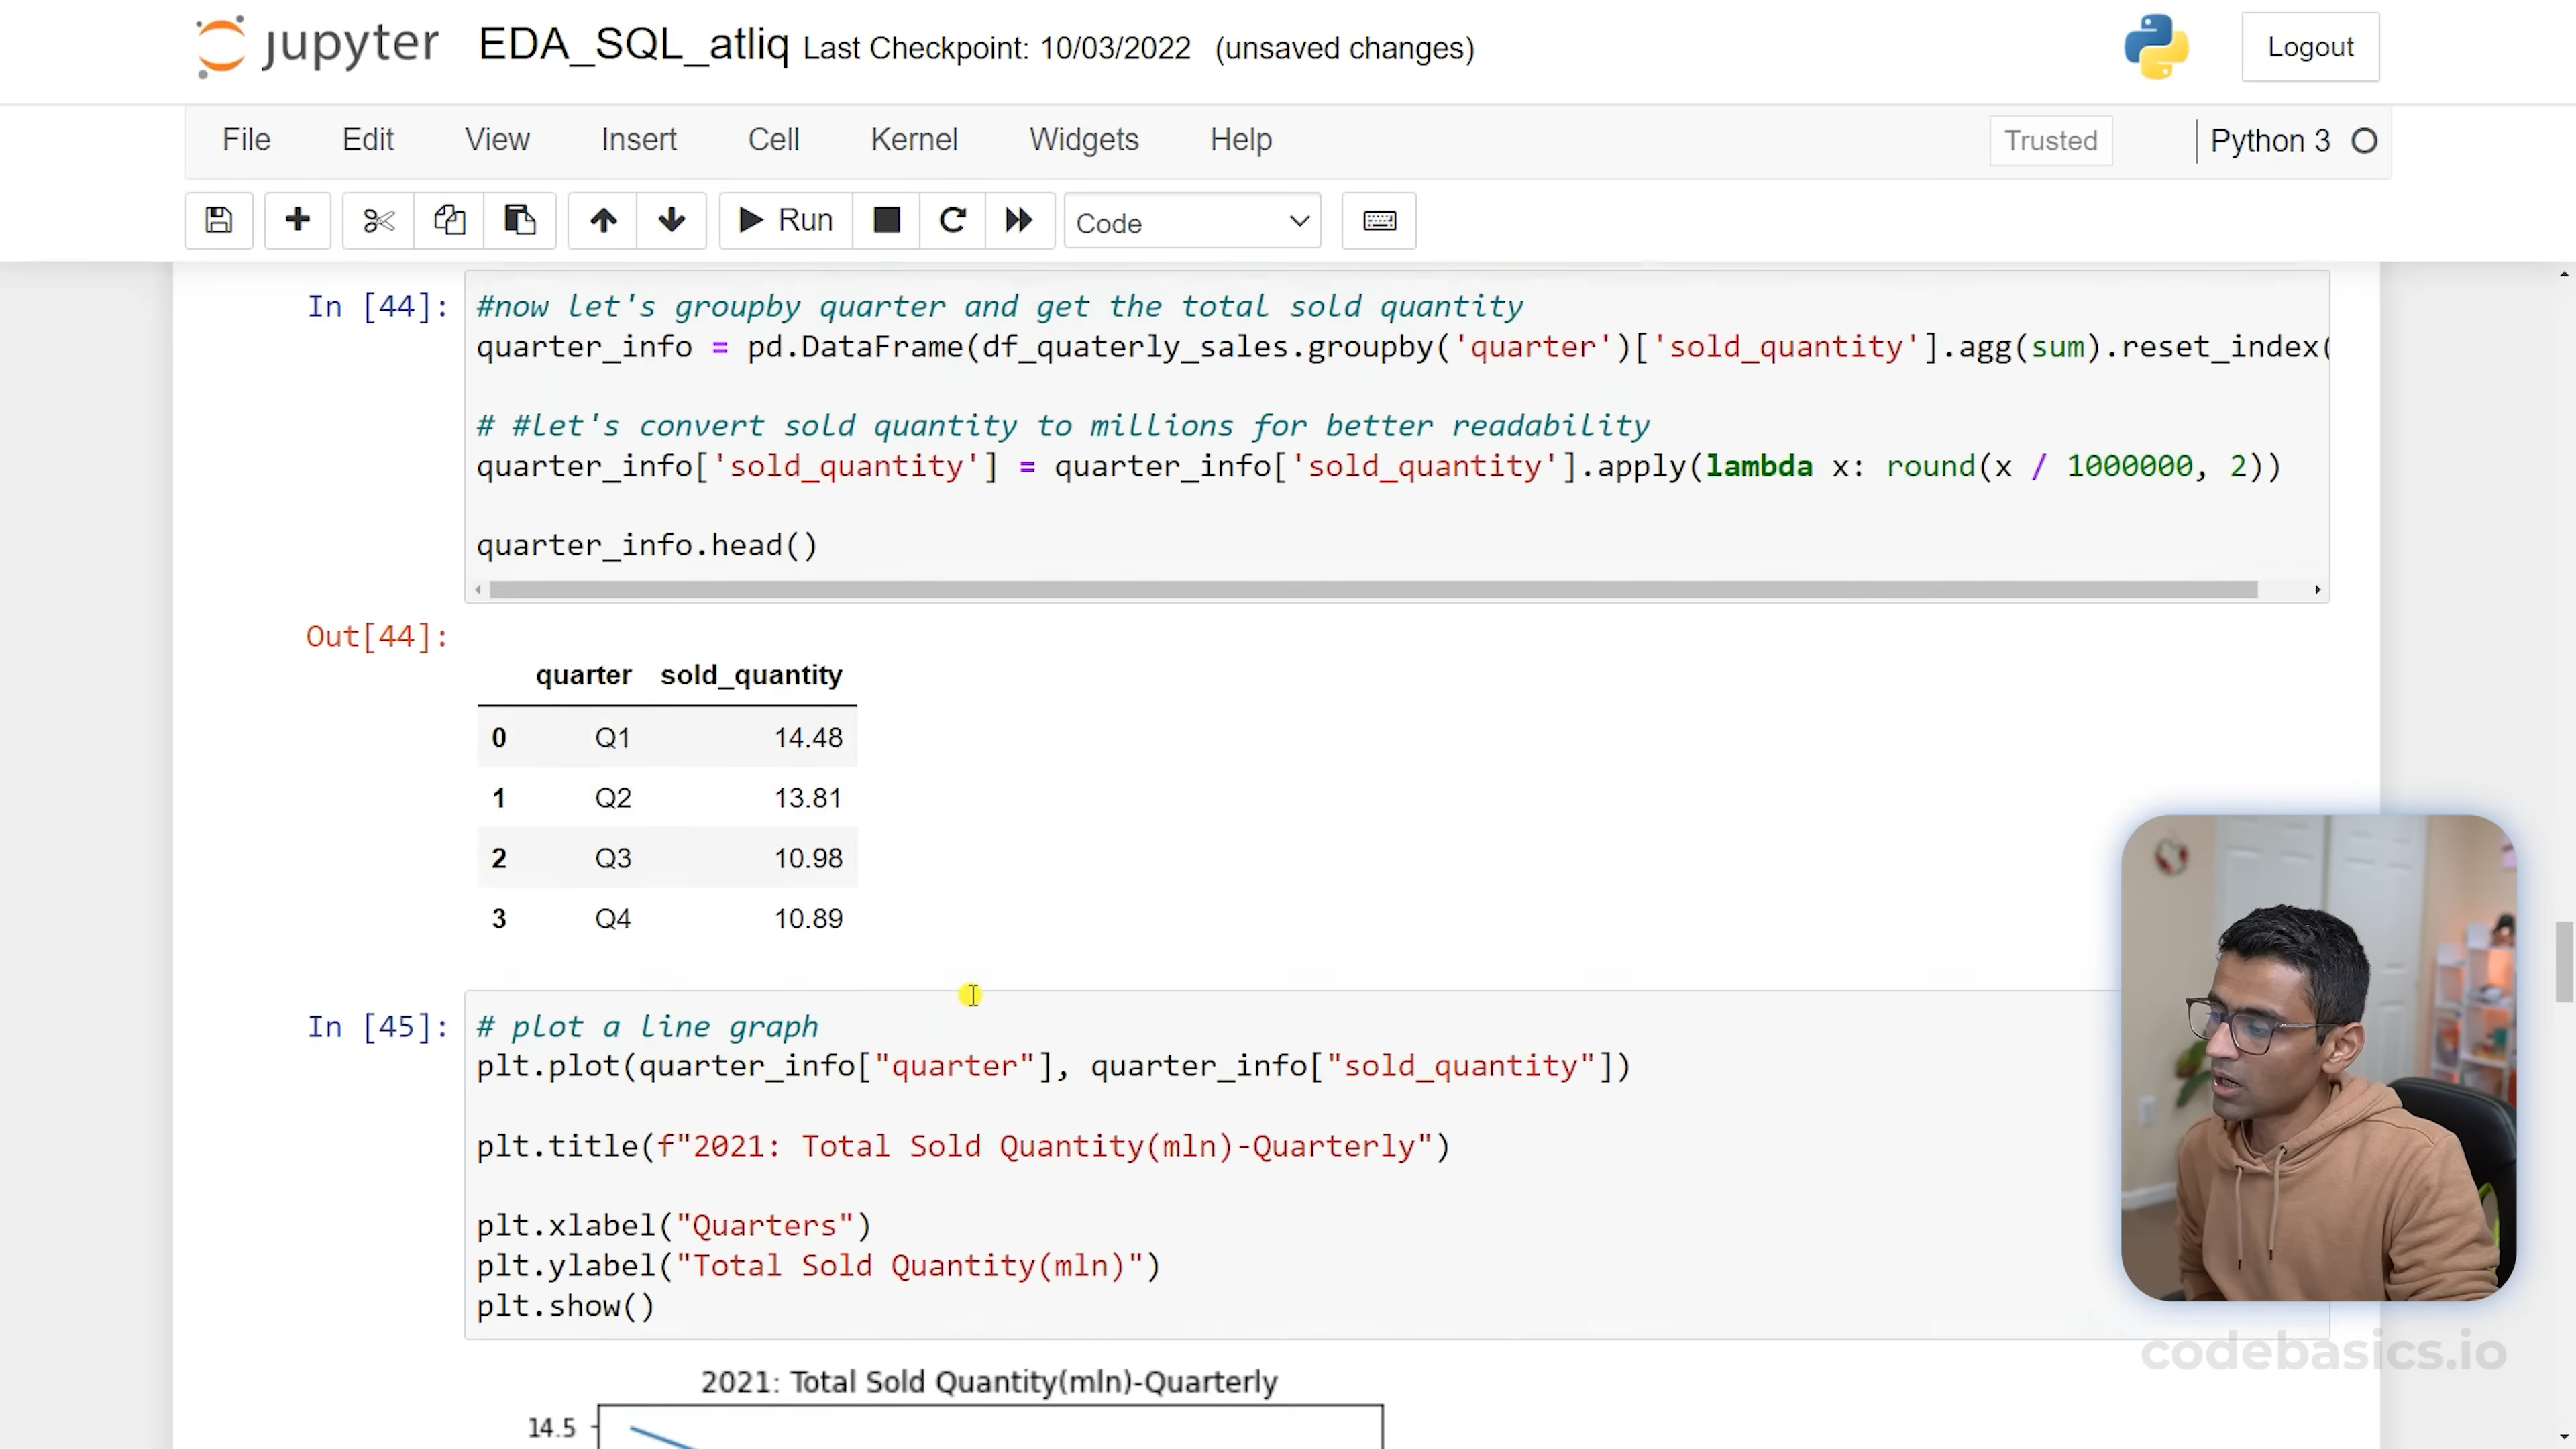 jupyter EDA_SQL_atliq Last Checkpoint: 10/03/2022 (unsaved changes) Logout
File Edit View Insert Cell Kernel Widgets Help Trusted Python 3
Run Code
In [44]: #now let's groupby quarter and get the total sold quantity
quarter_info = pd.DataFrame(df_quaterly_sales.groupby('quarter')['sold_quantity'].agg(sum).reset_index(
# #let's convert sold quantity to millions for better readability
quarter_info['sold_quantity'] = quarter_info['sold_quantity'].apply(lambda x: round(x / 1000000, 2))
quarter_info.head()
Out[44]:
quarter sold_quantity
0 Q1 14.48
1 Q2 13.81
2 Q3 10.98
3 Q4 10.89
In [45]: # plot a line graph
plt.plot(quarter_info["quarter"], quarter_info["sold_quantity"])
plt.title(f"2021: Total Sold Quantity(mln)-Quarterly")
plt.xlabel("Quarters")
plt.ylabel("Total Sold Quantity(mln)")
plt.show()
codebasics.io
2021: Total Sold Quantity(mln)-Quarterly
14.5